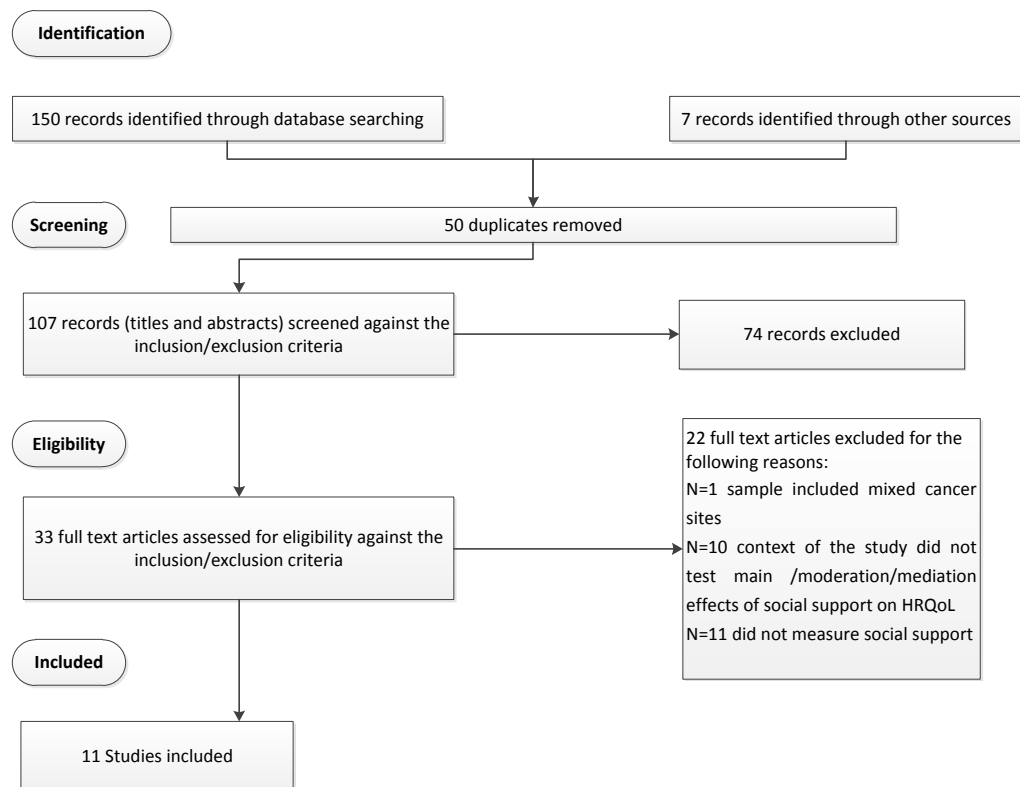 Identification
150 records identified through database searching
7 records identified through other sources
Screening
50 duplicates removed
107 records (titles and abstracts) screened against the
inclusion/exclusion criteria
74 records excluded
Eligibility
33 full text articles assessed for eligibility against the
inclusion/exclusion criteria
22 full text articles excluded for the
following reasons:
N=1 sample included mixed cancer
sites
N=10 context of the study did not
test main /moderation/mediation
effects of social support on HRQoL
N=11 did not measure social support
Included
11 Studies included